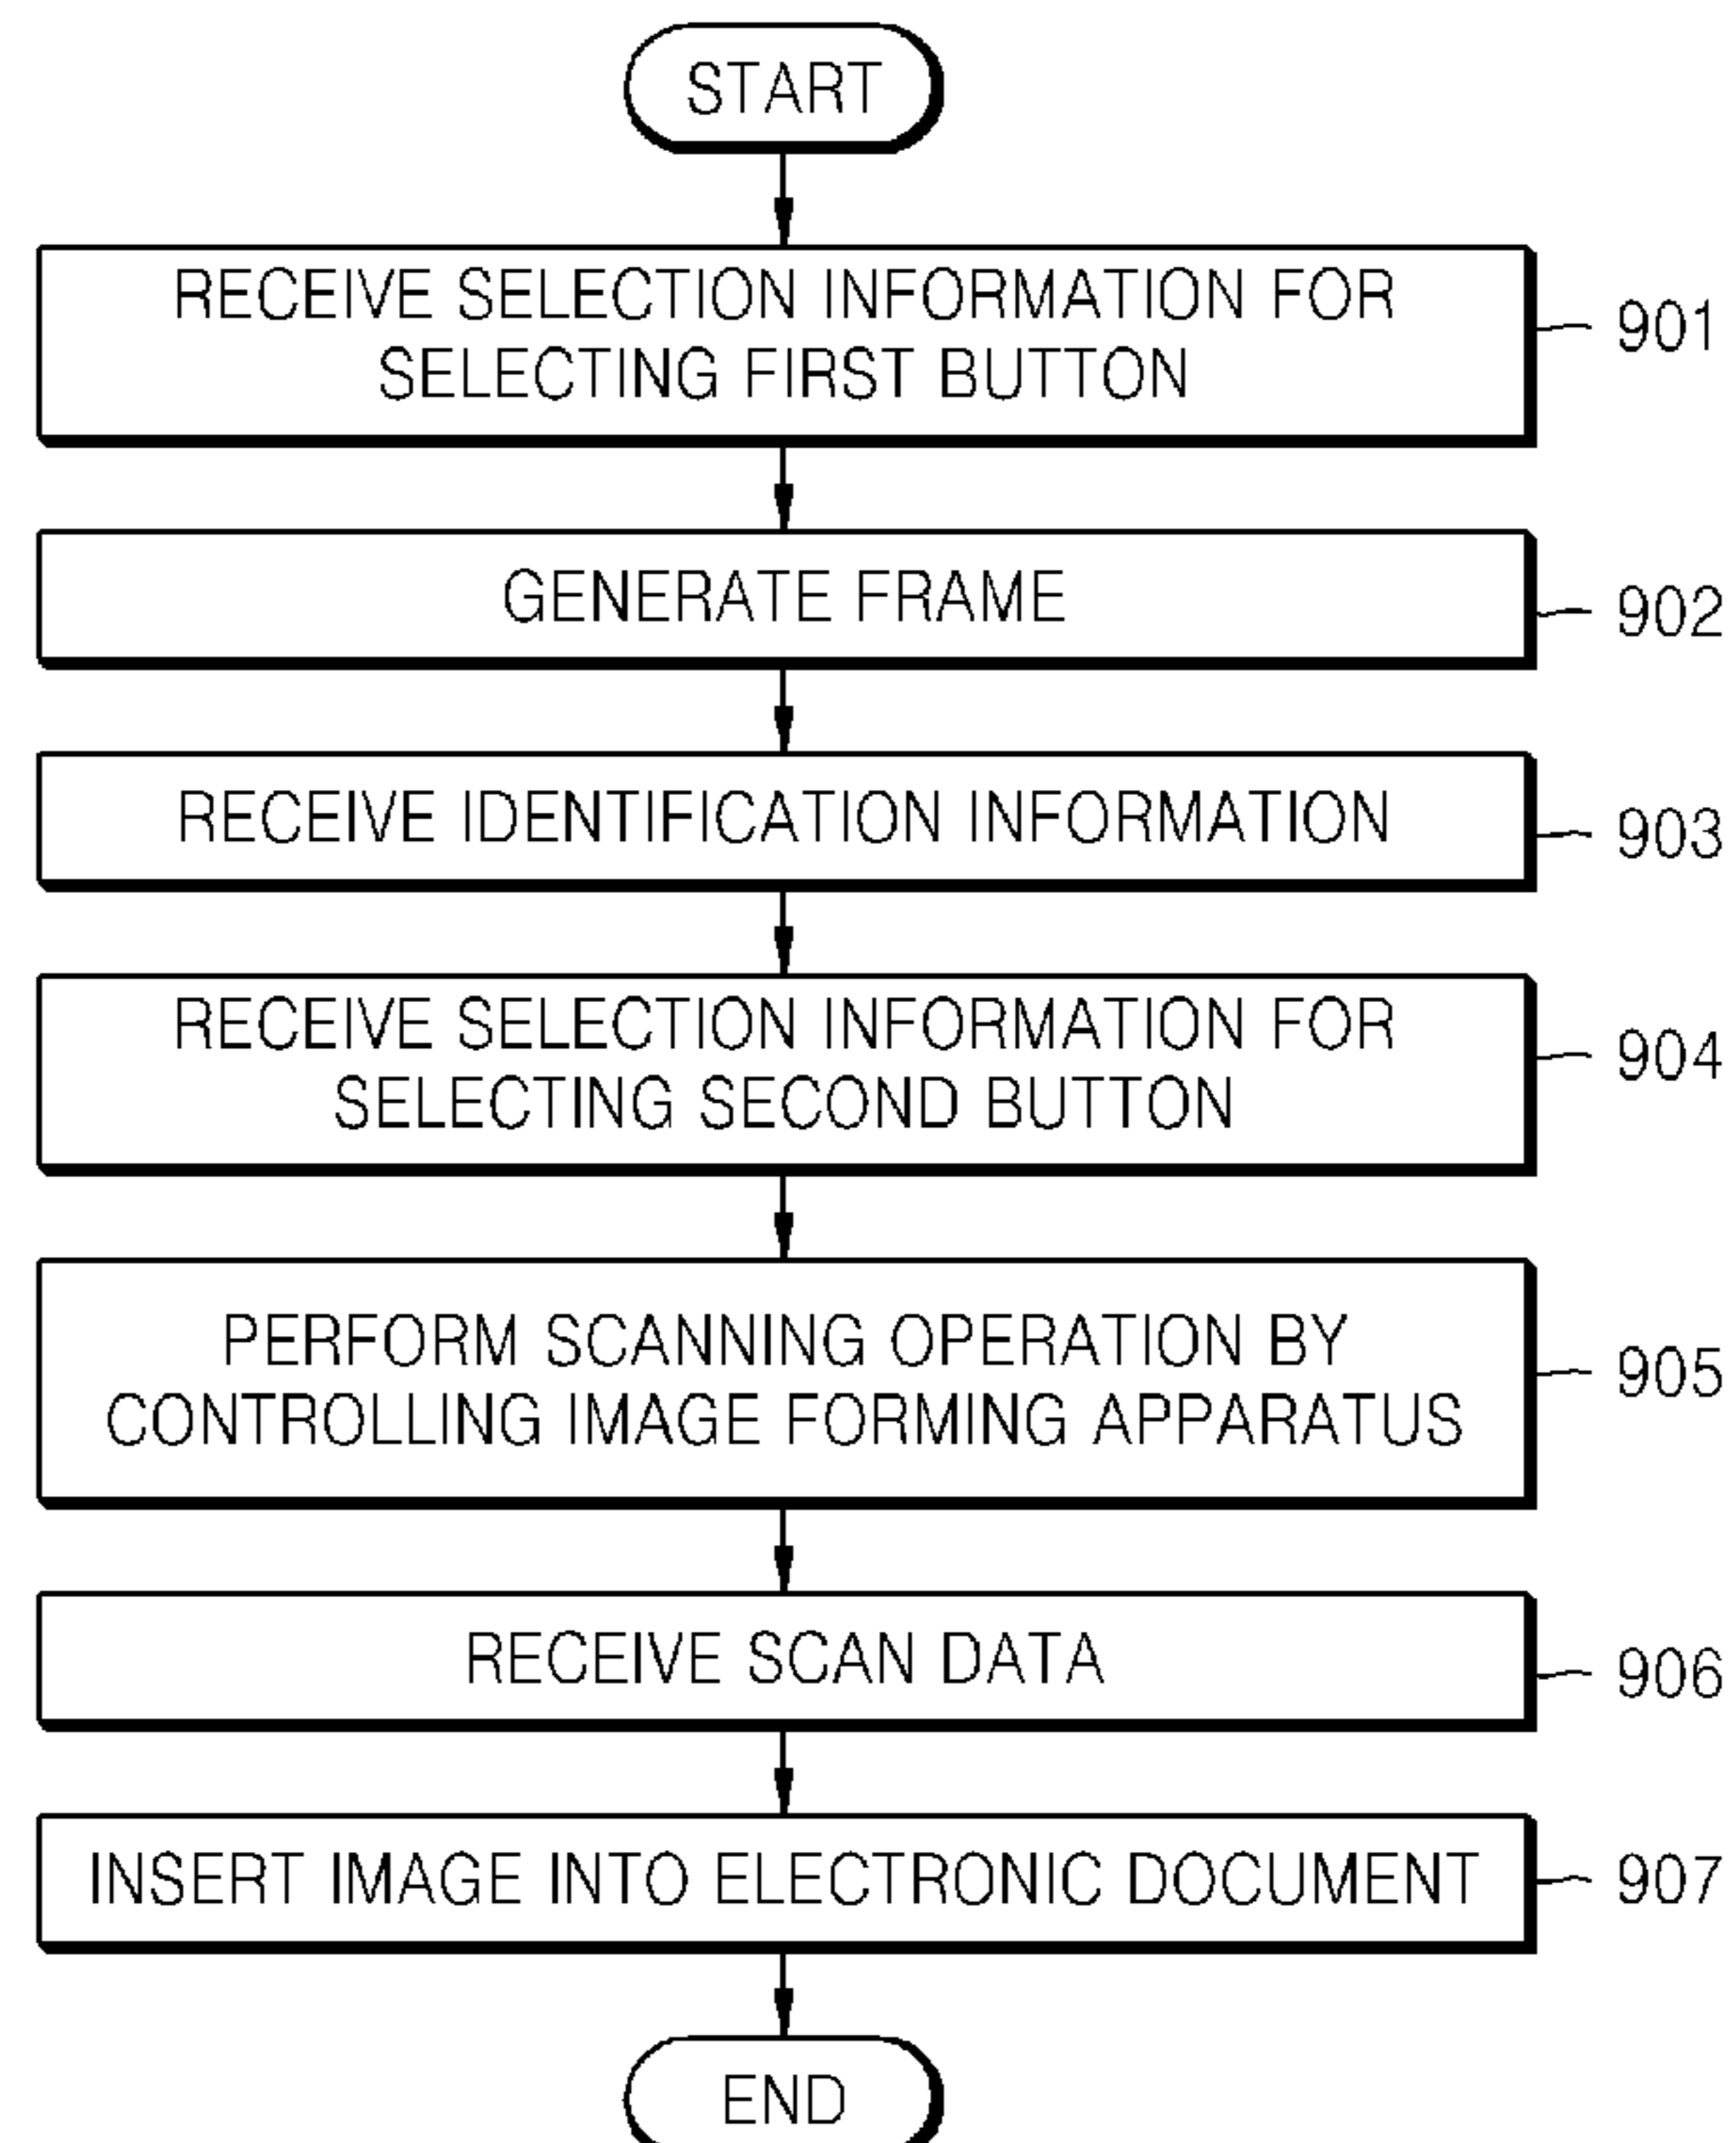 START
RECEIVE SELECTION INFORMATION FOR
SELECTING FIRST BUTTON
901
GENERATE FRAME
902
RECEIVE IDENTIFICATION INFORMATION
903
RECEIVE SELECTION INFORMATION FOR
SELECTING SECOND BUTTON
904
PERFORM SCANNING OPERATION BY
CONTROLLING IMAGE FORMING APPARATUS
905
RECEIVE SCAN DATA
906
INSERT IMAGE INTO ELECTRONIC DOCUMENT
907
END